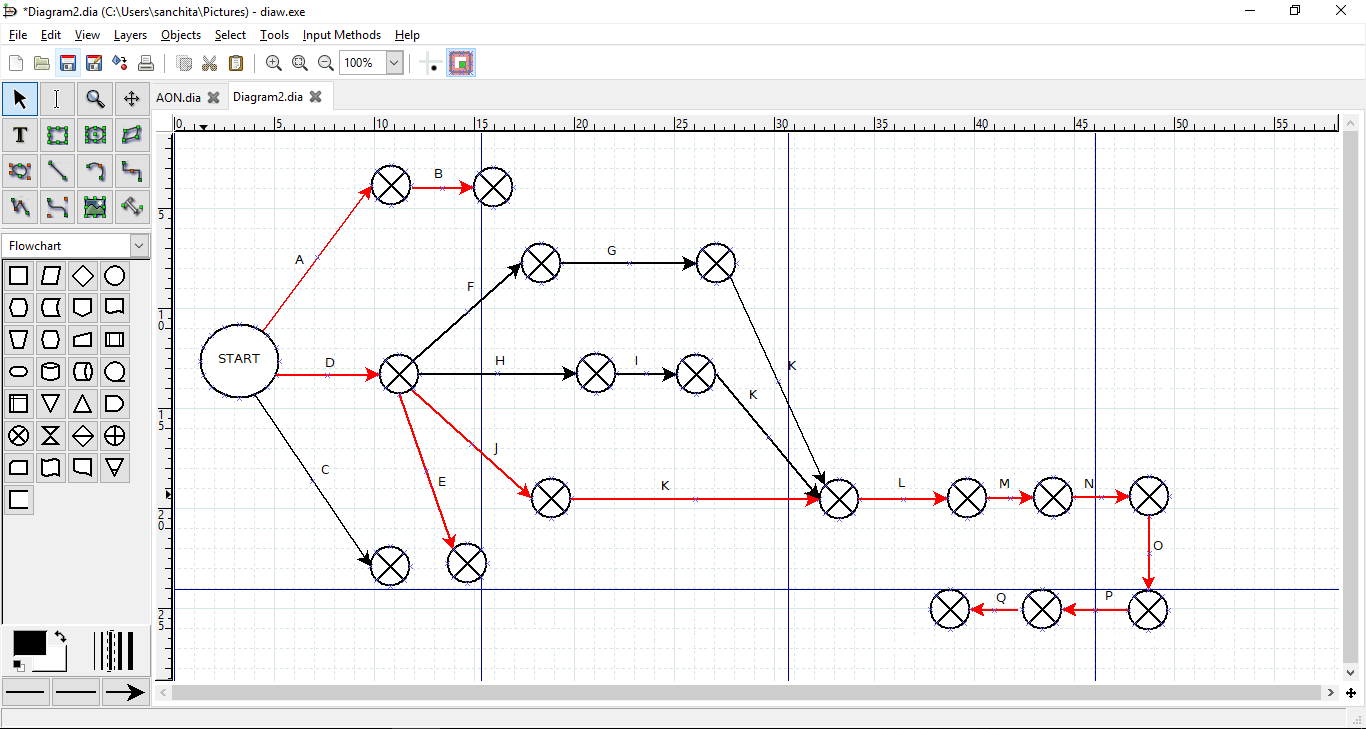 *Diagram2.dia (C:\Users\sanchita\Pictures) - diaw.exe
File Edit View Layers Objects Select Tools Input Methods Help
100%
AON.dia Diagram2.dia
0 5 10 15 20 25 30 35 40 45 50 55
T
Flowchart
5
10
15
20
25
B
A
G
F
START
D
H
I
K
K
J
C
E
K
L
M
N
O
Q
P